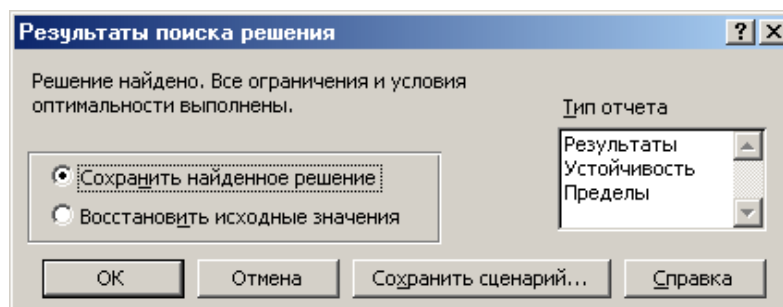 Результаты поиска решения
Решение найдено. Все ограничения и условия
оптимальности выполнены.
Тип отчета
Результаты
Устойчивость
Пределы
Сохранить найденное решение
Восстановить исходные значения
ОК
Отмена
Сохранить сценарий...
Справка